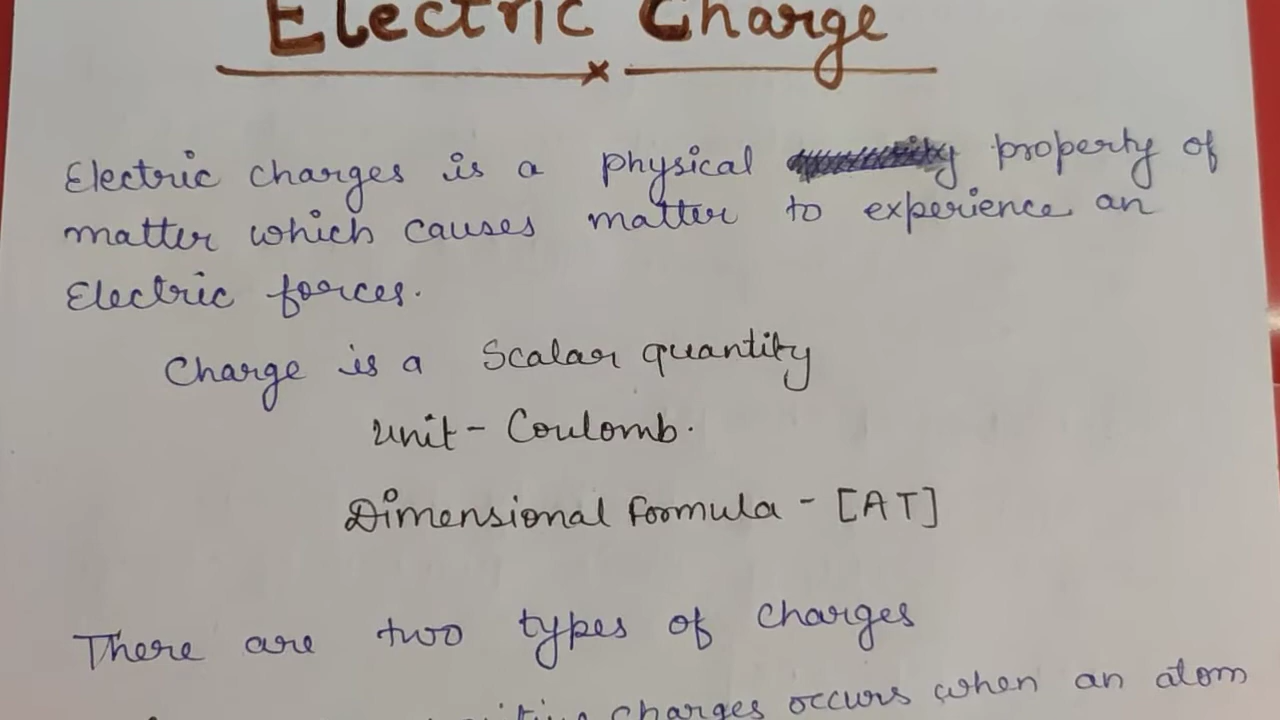 Electric Charge
Electric charges is a physical property of
matter which causes matter to experience an
Electric forces.
Charge is a Scalar quantity
unit - Coulomb.
Dimensional formula - [AT]
There are two types of charges
charges occurs when an atom